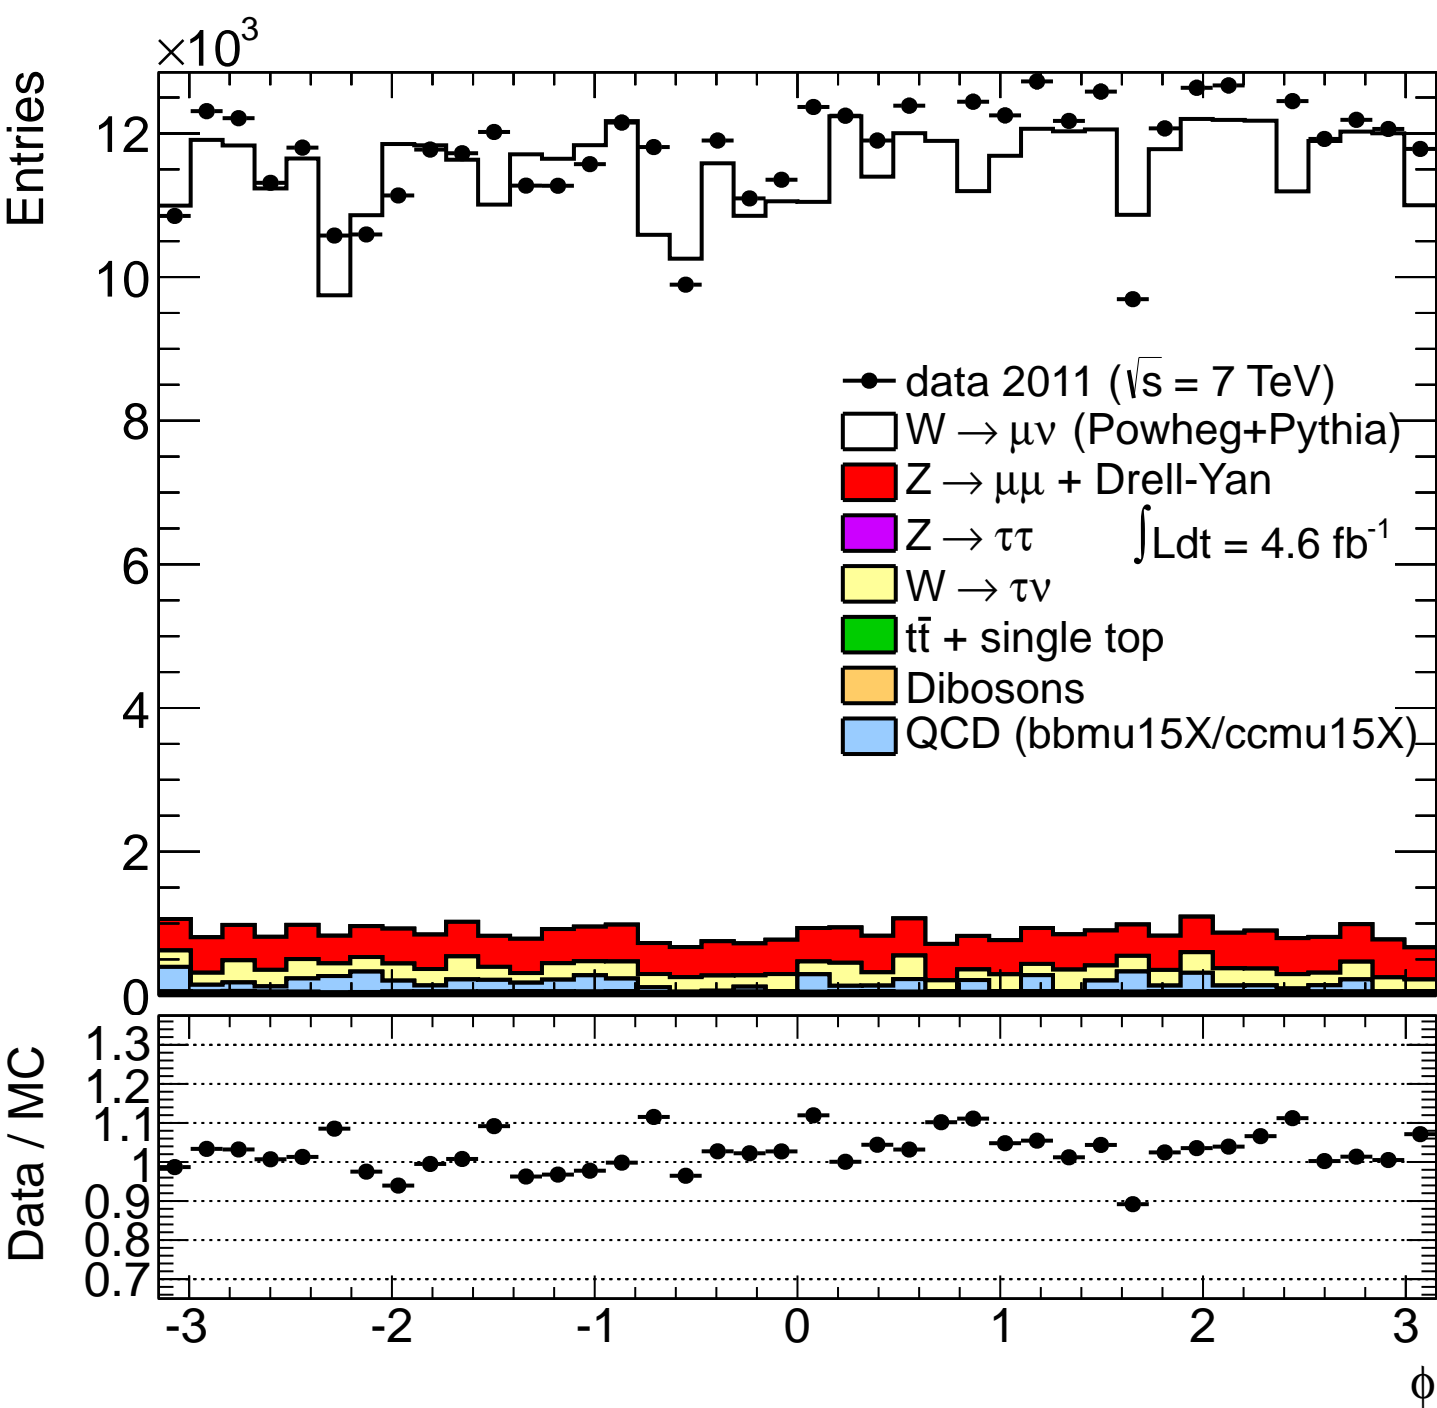 ×10³
Entries
12
10
8
6
4
2
0
data 2011 (√s = 7 TeV)
W → μν (Powheg+Pythia)
Z → μμ + Drell-Yan
Z → ττ
∫Ldt = 4.6 fb⁻¹
W → τν
tt̄ + single top
Dibosons
QCD (bbmu15X/ccmu15X)
Data / MC
1.3
1.2
1.1
1
0.9
0.8
0.7
-3 -2 -1 0 1 2 3
ϕ